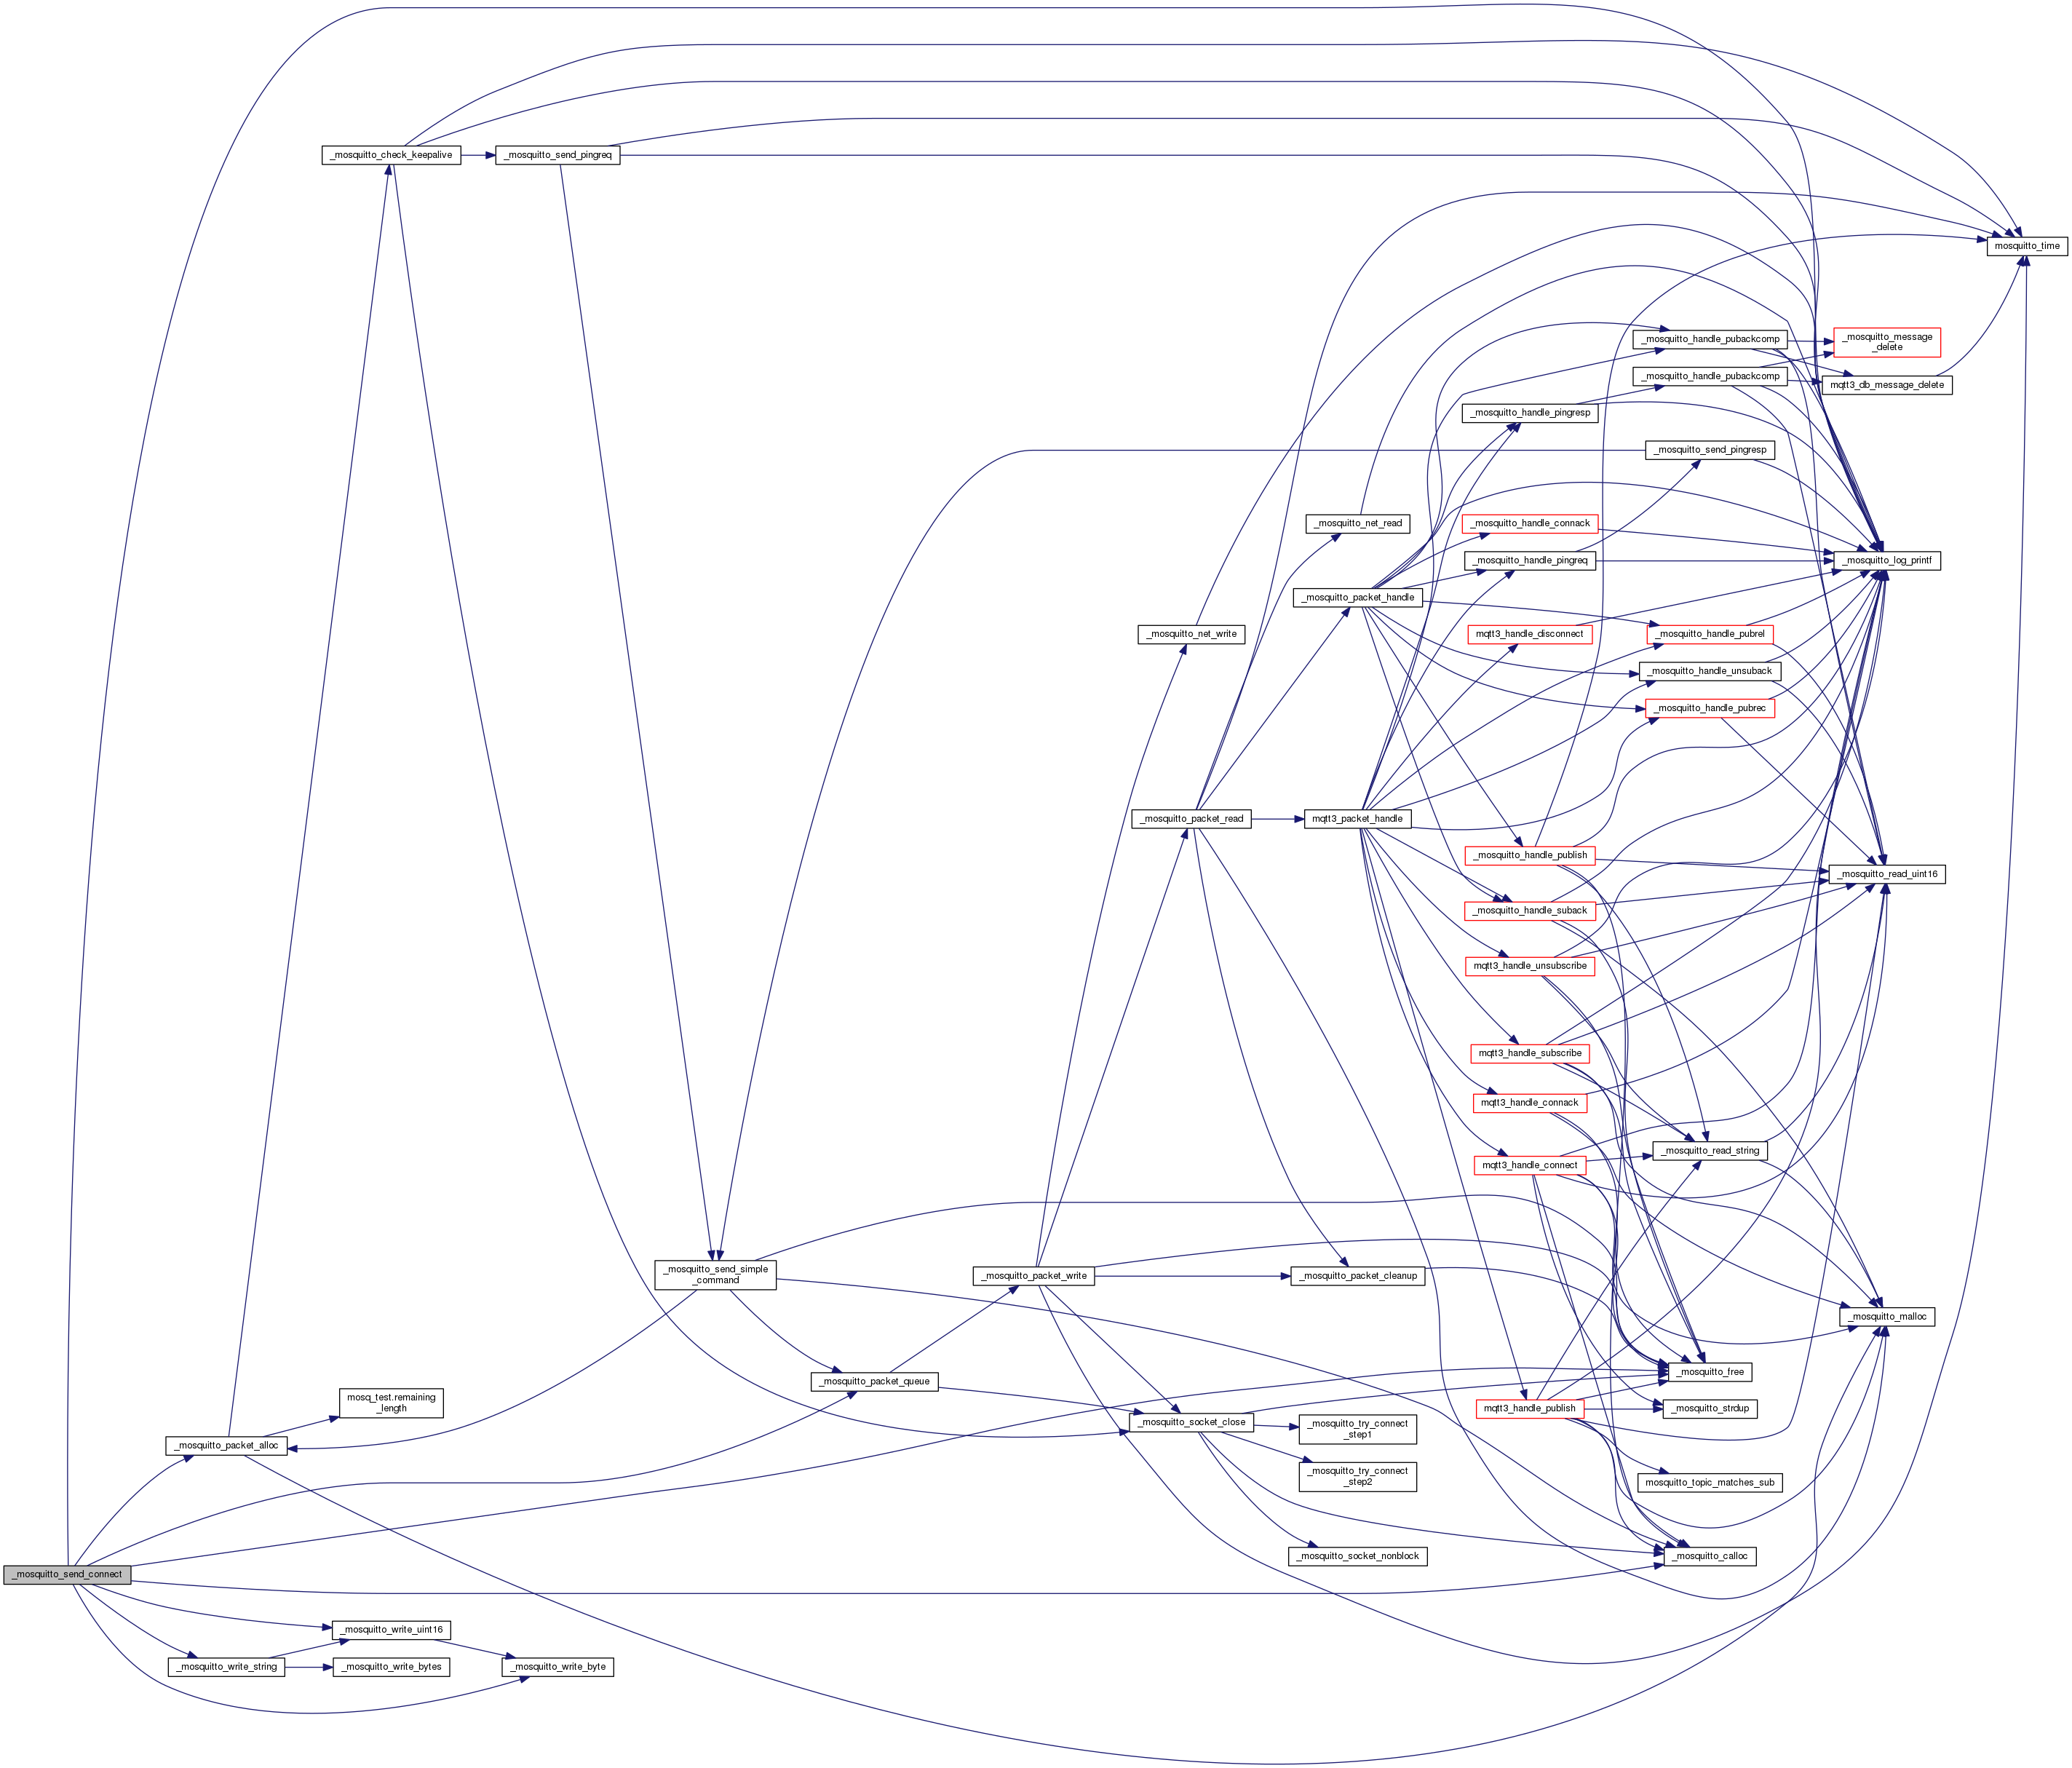 _mosquitto_check_keepalive
_mosquitto_send_pingreq
mosquitto_time
_mosquitto_handle_pubackcomp
_mosquitto_message
_delete
_mosquitto_handle_pubackcomp
mqtt3_db_message_delete
_mosquitto_handle_pingresp
_mosquitto_send_pingresp
_mosquitto_net_read
_mosquitto_handle_connack
_mosquitto_handle_pingreq
_mosquitto_log_printf
_mosquitto_packet_handle
_mosquitto_net_write
mqtt3_handle_disconnect
_mosquitto_handle_pubrel
_mosquitto_handle_unsuback
_mosquitto_handle_pubrec
_mosquitto_packet_read
mqtt3_packet_handle
_mosquitto_handle_publish
_mosquitto_read_uint16
_mosquitto_handle_suback
mqtt3_handle_unsubscribe
mqtt3_handle_subscribe
mqtt3_handle_connack
_mosquitto_read_string
mqtt3_handle_connect
_mosquitto_send_simple
_command
_mosquitto_packet_write
_mosquitto_packet_cleanup
_mosquitto_malloc
_mosquitto_packet_queue
_mosquitto_free
mosq_test.remaining
_length
mqtt3_handle_publish
_mosquitto_strdup
_mosquitto_socket_close
_mosquitto_try_connect
_step1
_mosquitto_packet_alloc
_mosquitto_try_connect
_step2
mosquitto_topic_matches_sub
_mosquitto_socket_nonblock
_mosquitto_calloc
_mosquitto_send_connect
_mosquitto_write_uint16
_mosquitto_write_string
_mosquitto_write_bytes
_mosquitto_write_byte